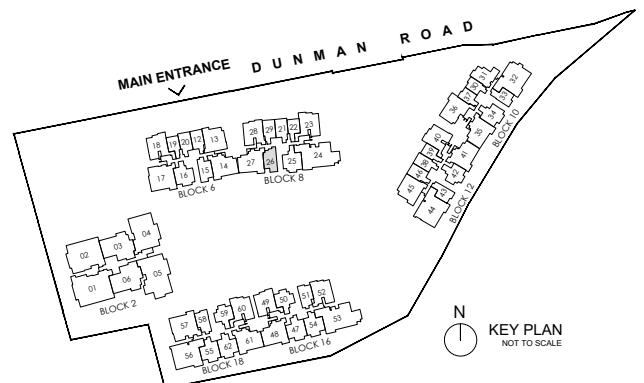 DUNMAN ROAD
MAIN ENTRANCE
18 19 20 12 13
17 16 15 14
BLOCK 6
28 29 21 22 23
27 26 25 24
BLOCK 8
31 32
30
37 33
36 34
35
BLOCK 10
40
39 41
38
46 42
45 43
44
BLOCK 12
04
02 03
01 06 05
BLOCK 2
57 58 59 60
56 55 62 61
BLOCK 18
49 50 51 52
48 47 54 53
BLOCK 16
N
KEY PLAN
NOT TO SCALE